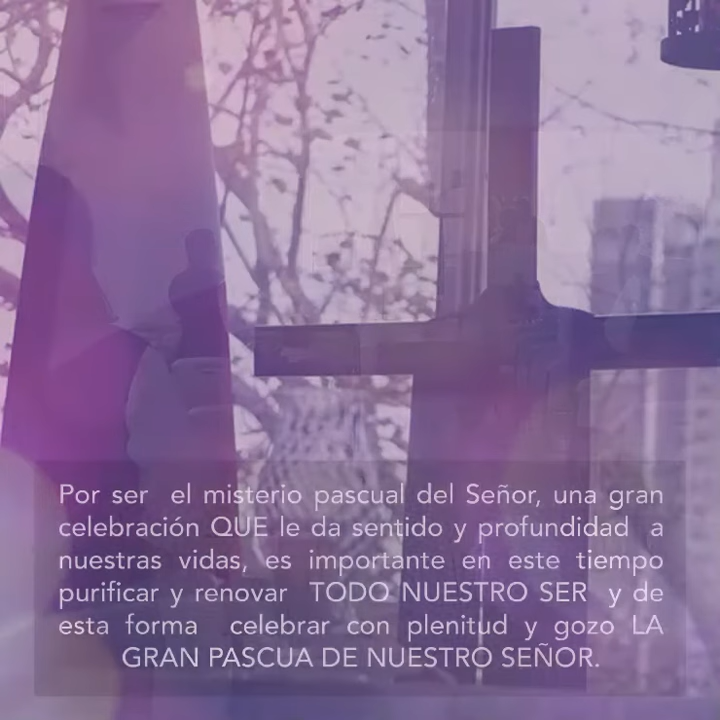 Por ser el misterio pascual del Señor, una gran
celebración QUE le da sentido y profundidad a
nuestras vidas, es importante en este tiempo
purificar y renovar TODO NUESTRO SER y de
esta forma celebrar con plenitud y gozo LA
GRAN PASCUA DE NUESTRO SEÑOR.